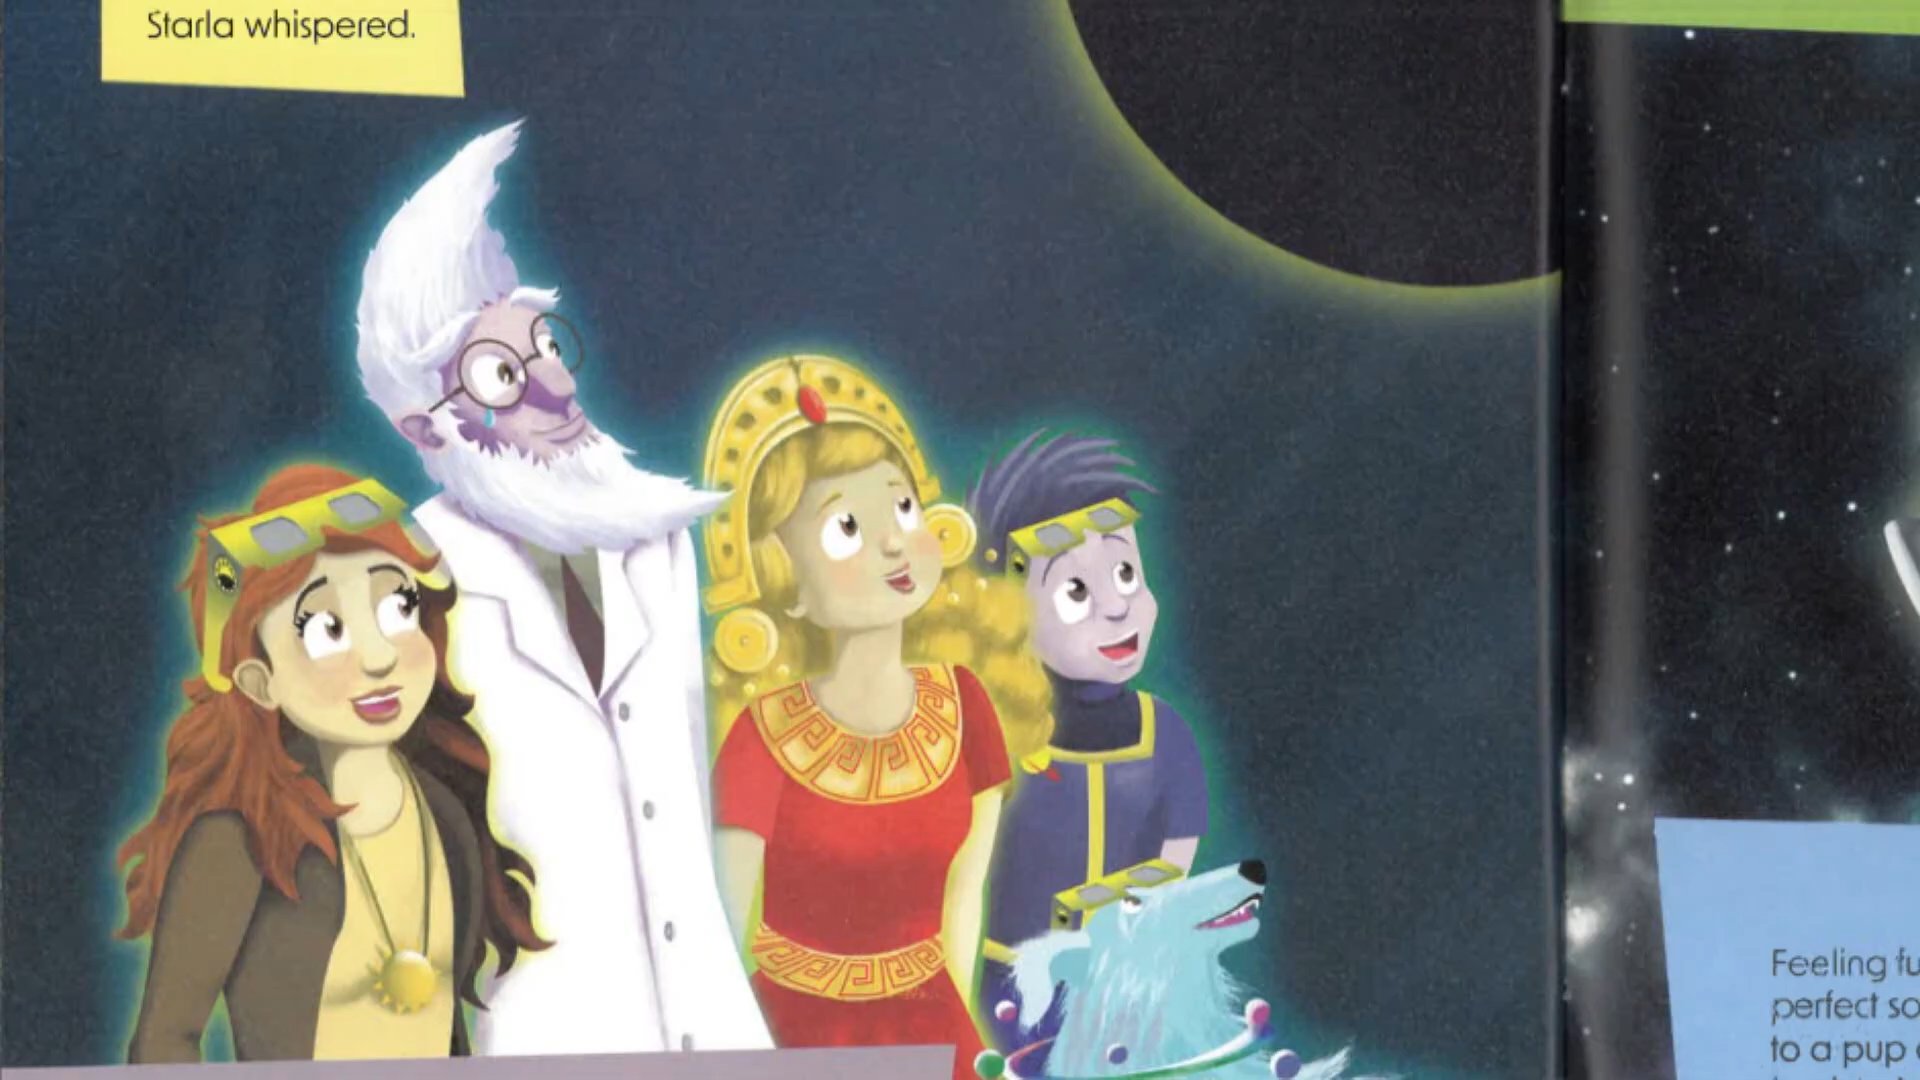 Starla whispered.
Feeling fu
perfect so
to a pup